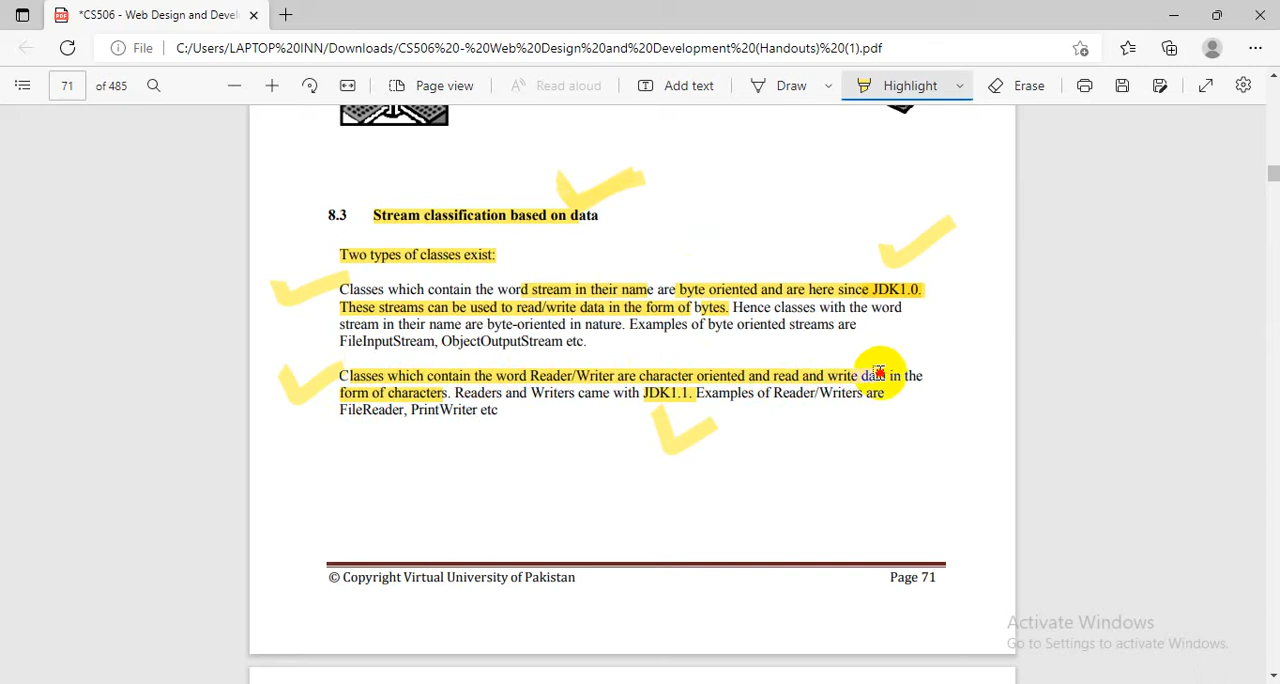 *CS506 - Web Design and Devel
File
C:/Users/LAPTOP%20INN/Downloads/CS506%20-%20Web%20Design%20and%20Development%20(Handouts)%20(1).pdf
71 of 485
Page view
Read aloud
Add text
Draw
Highlight
Erase
8.3 Stream classification based on data
Two types of classes exist:
Classes which contain the word stream in their name are byte oriented and are here since JDK1.0.
These streams can be used to read/write data in the form of bytes. Hence classes with the word
stream in their name are byte-oriented in nature. Examples of byte oriented streams are
FileInputStream, ObjectOutputStream etc.
Classes which contain the word Reader/Writer are character oriented and read and write data in the
form of characters. Readers and Writers came with JDK1.1. Examples of Reader/Writers are
FileReader, PrintWriter etc
© Copyright Virtual University of Pakistan
Page 71
Activate Windows
Go to Settings to activate Windows.